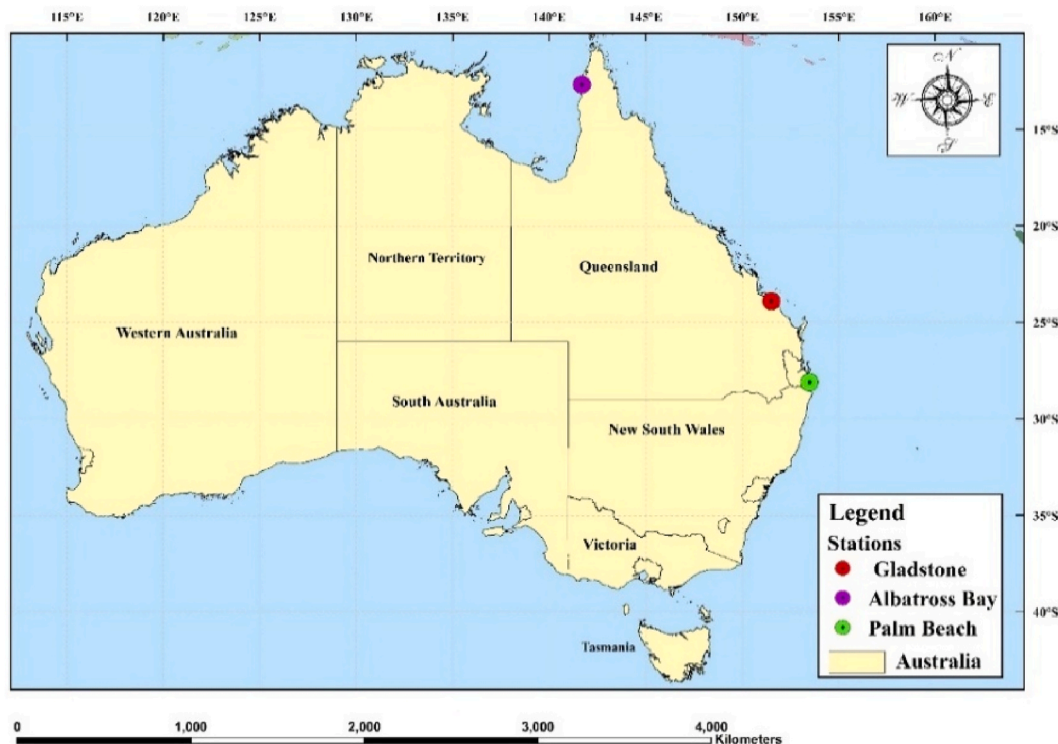 115°E 120°E 125°E 130°E 135°E 140°E 145°E 150°E 155°E 160°E
N
W E
S
15°S
20°S
Northern Territory
Queensland
25°S
Western Australia
South Australia
30°S
New South Wales
35°S
Victoria
40°S
Tasmania
Legend
Stations
Gladstone
Albatross Bay
Palm Beach
Australia
0 1,000 2,000 3,000 4,000
Kilometers